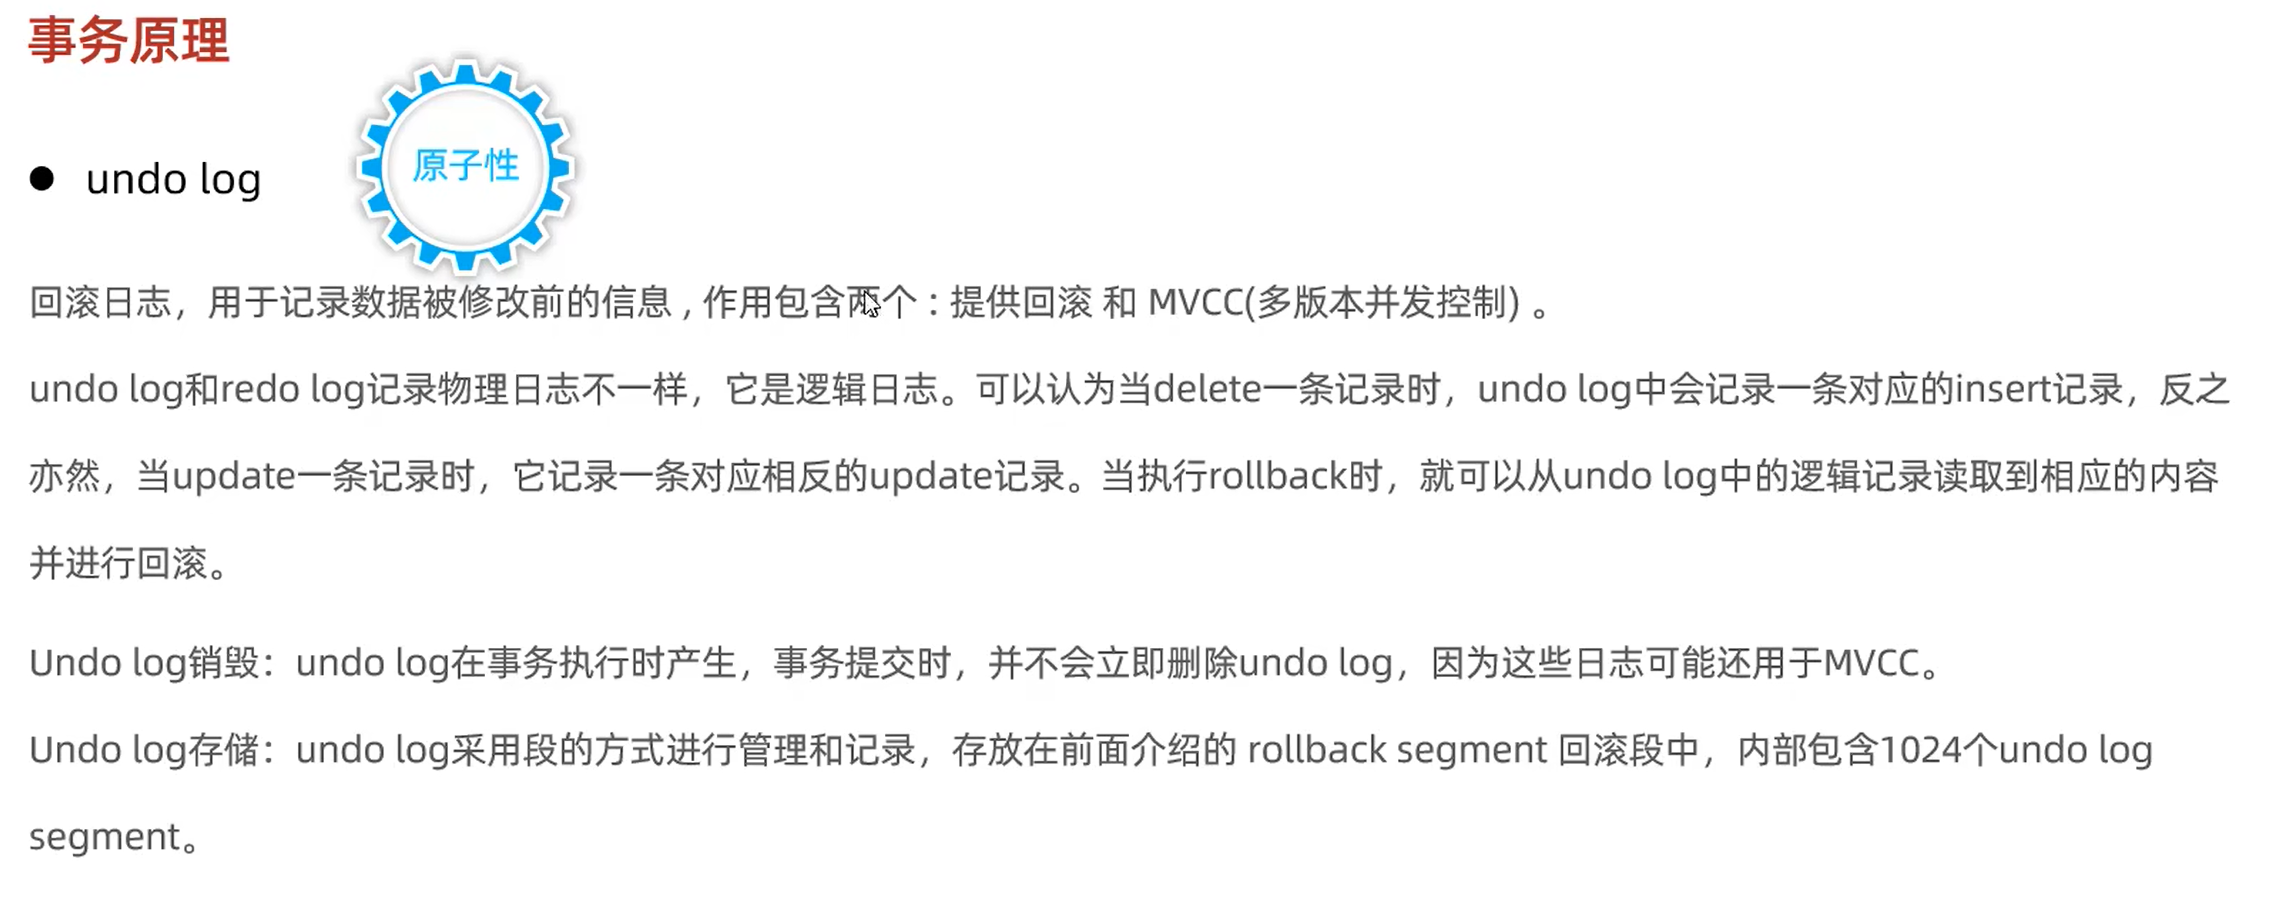 事务原理
原子性
● undo log
回滚日志，用于记录数据被修改前的信息 , 作用包含两个 : 提供回滚 和 MVCC(多版本并发控制) 。
undo log和redo log记录物理日志不一样，它是逻辑日志。可以认为当delete一条记录时，undo log中会记录一条对应的insert记录，反之
亦然，当update一条记录时，它记录一条对应相反的update记录。当执行rollback时，就可以从undo log中的逻辑记录读取到相应的内容
并进行回滚。
Undo log销毁：undo log在事务执行时产生，事务提交时，并不会立即删除undo log，因为这些日志可能还用于MVCC。
Undo log存储：undo log采用段的方式进行管理和记录，存放在前面介绍的 rollback segment 回滚段中，内部包含1024个undo log
segment。